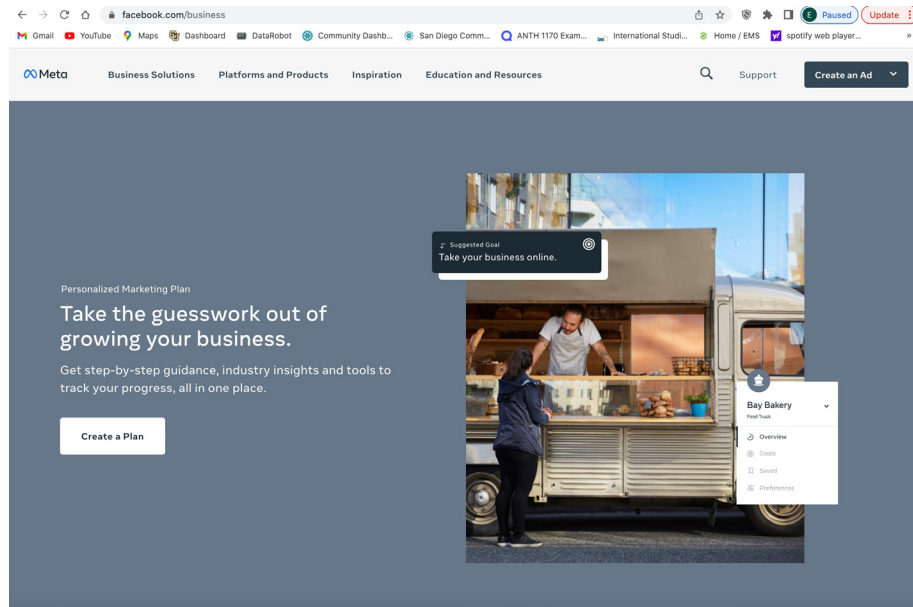 facebook.com/business
E Paused Update
Gmail YouTube Maps Dashboard DataRobot Community Dashb... San Diego Comm... ANTH 1170 Exam... International Studi... Home / EMS spotify web player... »
Meta Business Solutions Platforms and Products Inspiration Education and Resources Support Create an Ad
Suggested Goal
Take your business online.
Personalized Marketing Plan
Take the guesswork out of
growing your business.
Get step-by-step guidance, industry insights and tools to
track your progress, all in one place.
Create a Plan
Bay Bakery
Food Truck
Overview
Goals
Saved
Preferences